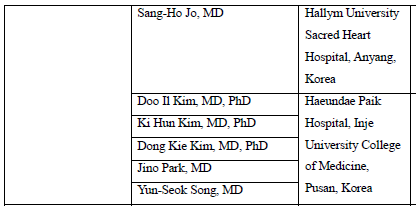 Sang-Ho Jo, MD
Hallym University
Sacred Heart
Hospital, Anyang,
Korea
Doo Il Kim, MD, PhD
Ki Hun Kim, MD, PhD
Dong Kie Kim, MD, PhD
Jino Park, MD
Yun-Seok Song, MD
Haeundae Paik
Hospital, Inje
University College
of Medicine,
Pusan, Korea